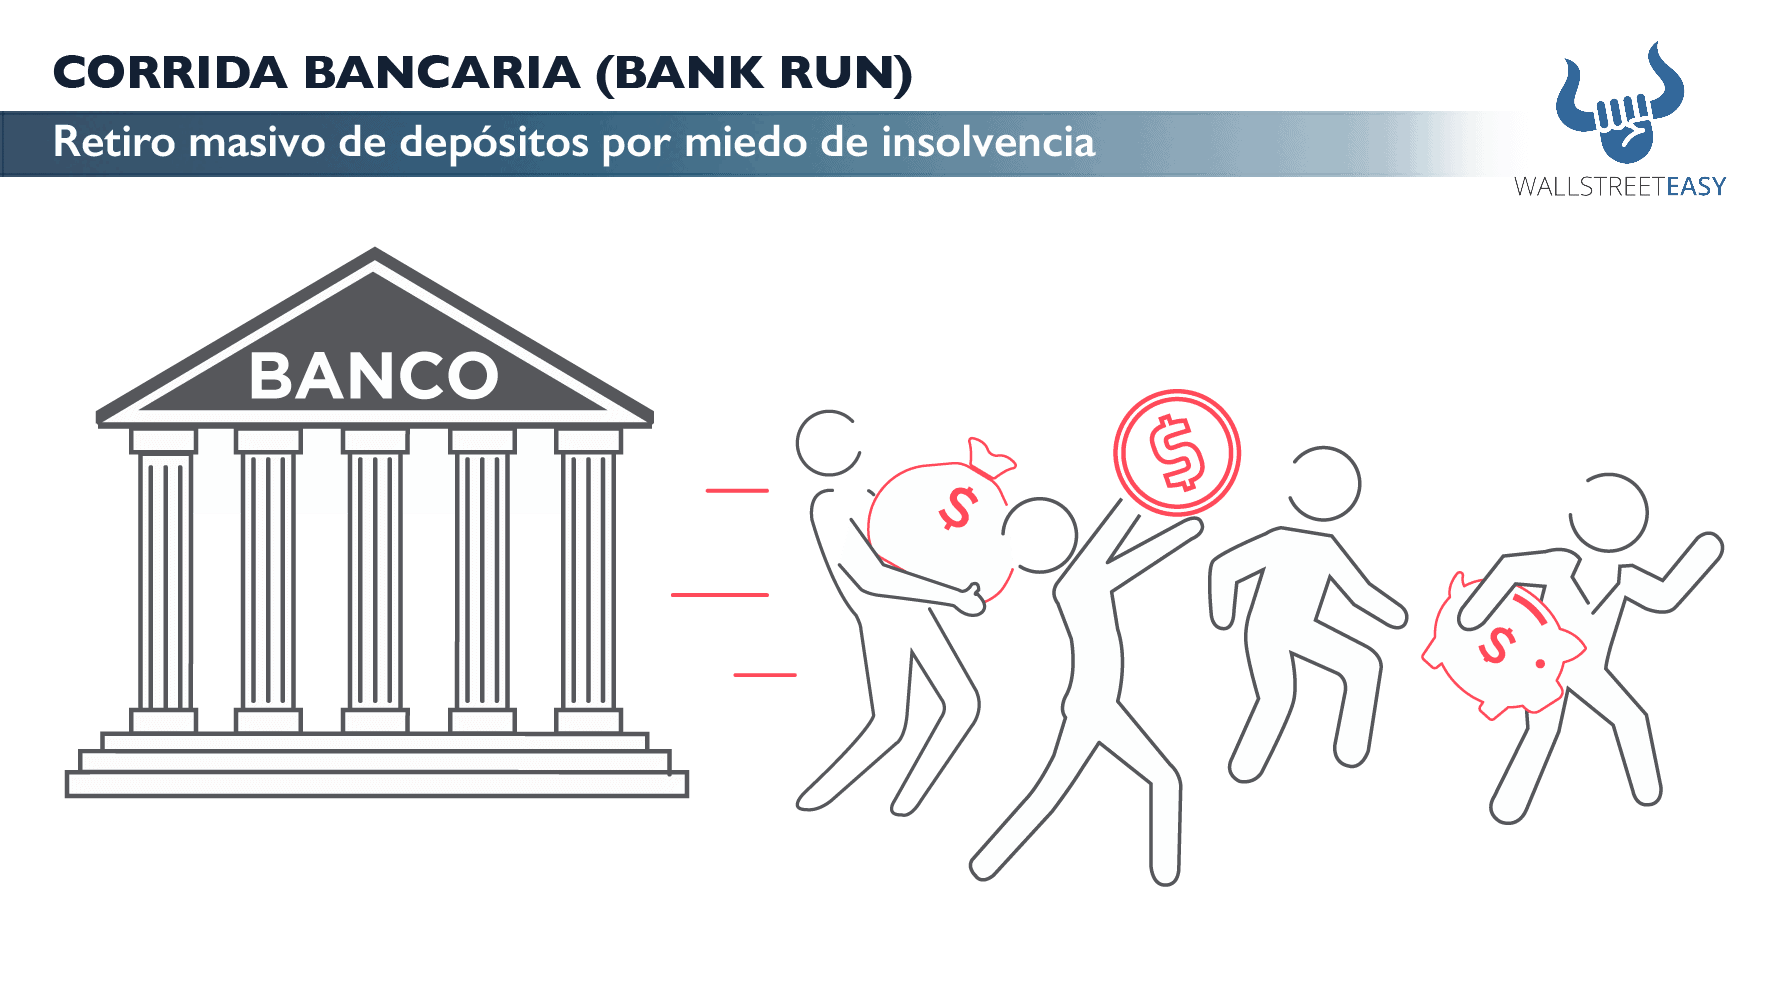 CORRIDA BANCARIA (BANK RUN)
Retiro masivo de depósitos por miedo de insolvencia
WALLSTREETEASY
BANCO
$
$
$